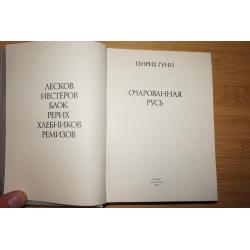 ЛЕСКОВ
НЕСТЕРОВ
БЛОК
РЕРИХ
ХЛЕБНИКОВ
РЕМИЗОВ
ГЕНРИХ ГУНН
ОЧАРОВАННАЯ
РУСЬ